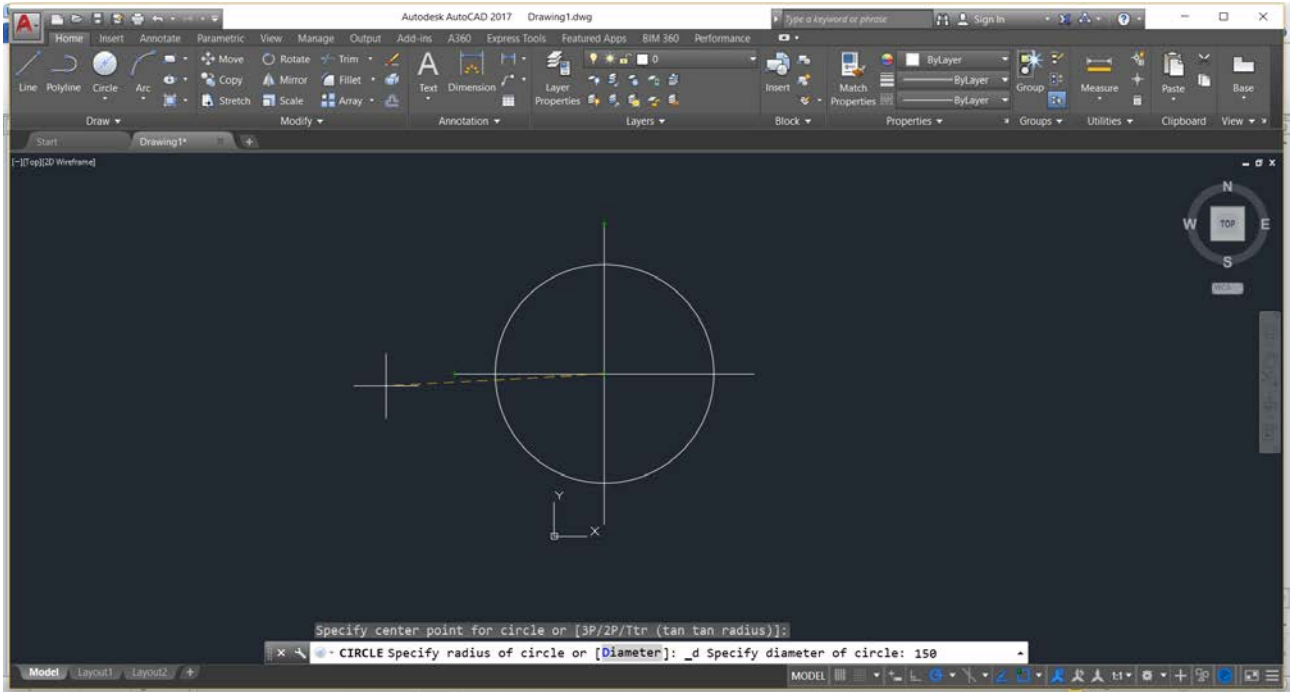 Autodesk AutoCAD 2017 Drawing1.dwg Type a keyword or phrase Sign In
Home Insert Annotate Parametric View Manage Output Add-ins A360 Express Tools Featured Apps BIM 360 Performance
Line Polyline Circle Arc
Move Rotate Trim
Copy Mirror Fillet
Stretch Scale Array
Text Dimension
Layer Properties
0
Insert
Match Properties
ByLayer
ByLayer
ByLayer
Group Measure Paste Base
Draw Modify Annotation Layers Block Properties Groups Utilities Clipboard View
Start Drawing1* +
[−][Top][2D Wireframe]
N
W TOP E
S
WCS
Y
X
Specify center point for circle or [3P/2P/Ttr (tan tan radius)]:
CIRCLE Specify radius of circle or [Diameter]: _d Specify diameter of circle: 150
Model Layout1 Layout2 + MODEL 1:1